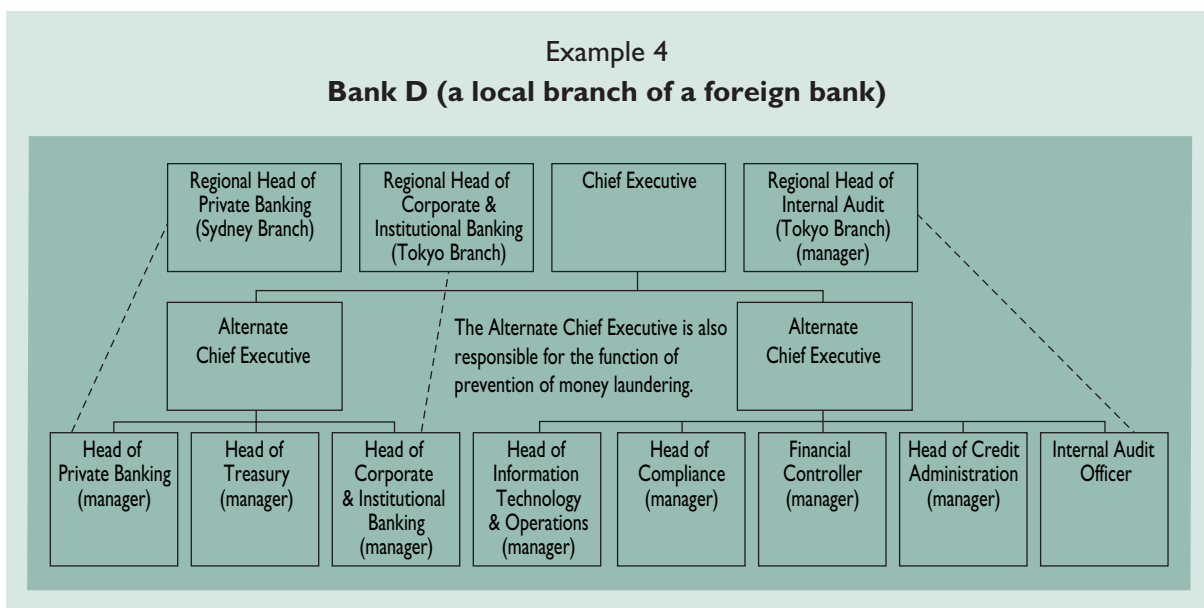 Example 4
Bank D (a local branch of a foreign bank)
Regional Head of
Private Banking
(Sydney Branch)
Regional Head of
Corporate &
Institutional Banking
(Tokyo Branch)
Chief Executive
Regional Head of
Internal Audit
(Tokyo Branch)
(manager)
Alternate
Chief Executive
The Alternate Chief Executive is also
responsible for the function of
prevention of money laundering.
Alternate
Chief Executive
Head of
Private Banking
(manager)
Head of
Treasury
(manager)
Head of
Corporate
& Institutional
Banking
(manager)
Head of
Information
Technology
& Operations
(manager)
Head of
Compliance
(manager)
Financial
Controller
(manager)
Head of Credit
Administration
(manager)
Internal Audit
Officer